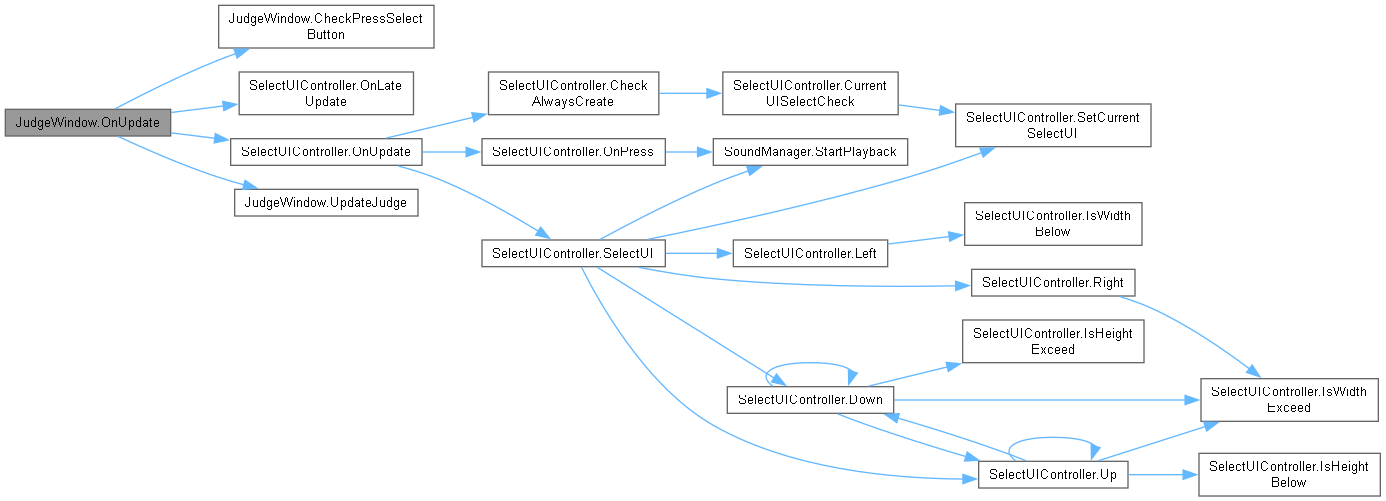 JudgeWindow.CheckPressSelect
Button
SelectUIController.OnLate
Update
SelectUIController.Check
AlwaysCreate
SelectUIController.Current
UISelectCheck
SelectUIController.SetCurrent
SelectUI
JudgeWindow.OnUpdate
SelectUIController.OnUpdate
SelectUIController.OnPress
SoundManager.StartPlayback
JudgeWindow.UpdateJudge
SelectUIController.IsWidth
Below
SelectUIController.SelectUI
SelectUIController.Left
SelectUIController.Right
SelectUIController.IsHeight
Exceed
SelectUIController.Down
SelectUIController.IsWidth
Exceed
SelectUIController.Up
SelectUIController.IsHeight
Below